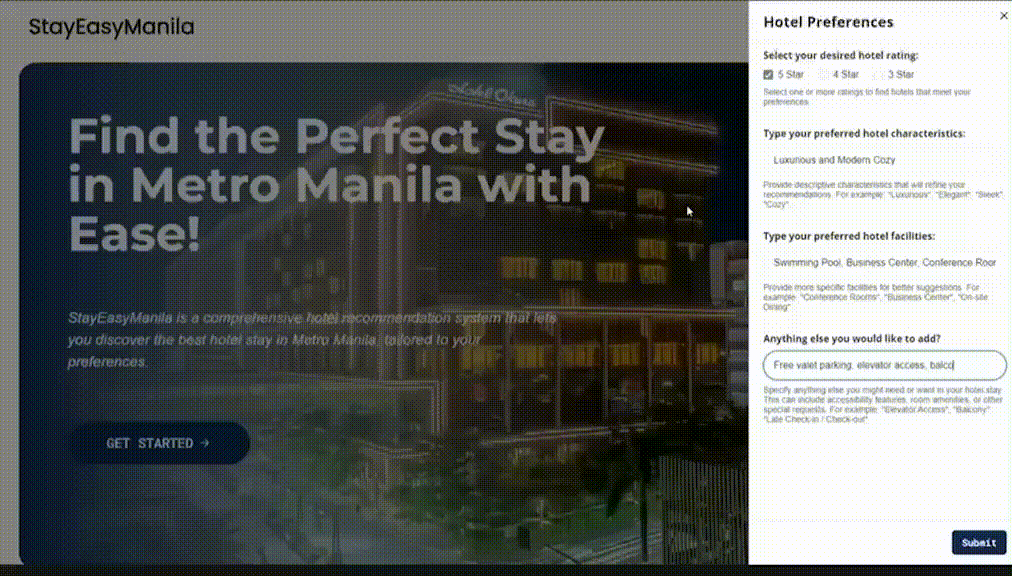 StayEasyManila
Find the Perfect Stay
in Metro Manila with
Ease!
StayEasyManila is a comprehensive hotel recommendation system that lets
you discover the best hotel stay in Metro Manila, tailored to your
preferences.
GET STARTED →
Hotel Okura
Hotel Preferences
×
Select your desired hotel rating:
5 Star 4 Star 3 Star
Select one or more ratings to find hotels that meet your
preferences.
Type your preferred hotel characteristics:
Luxurious and Modern Cozy
Provide descriptive characteristics that will refine your
recommendations. For example: "Luxurious", "Elegant", "Sleek",
"Cozy".
Type your preferred hotel facilities:
Swimming Pool, Business Center, Conference Roor
Provide more specific facilities for better suggestions. For
example: "Conference Rooms", "Business Center", "On-site
Dining".
Anything else you would like to add?
Free valet parking, elevator access, balco
Specify anything else you might need or want in your hotel stay.
This can include accessibility features, room amenities, or other
special requests. For example: "Elevator Access", "Balcony",
"Late Check-in / Check-out".
Submit